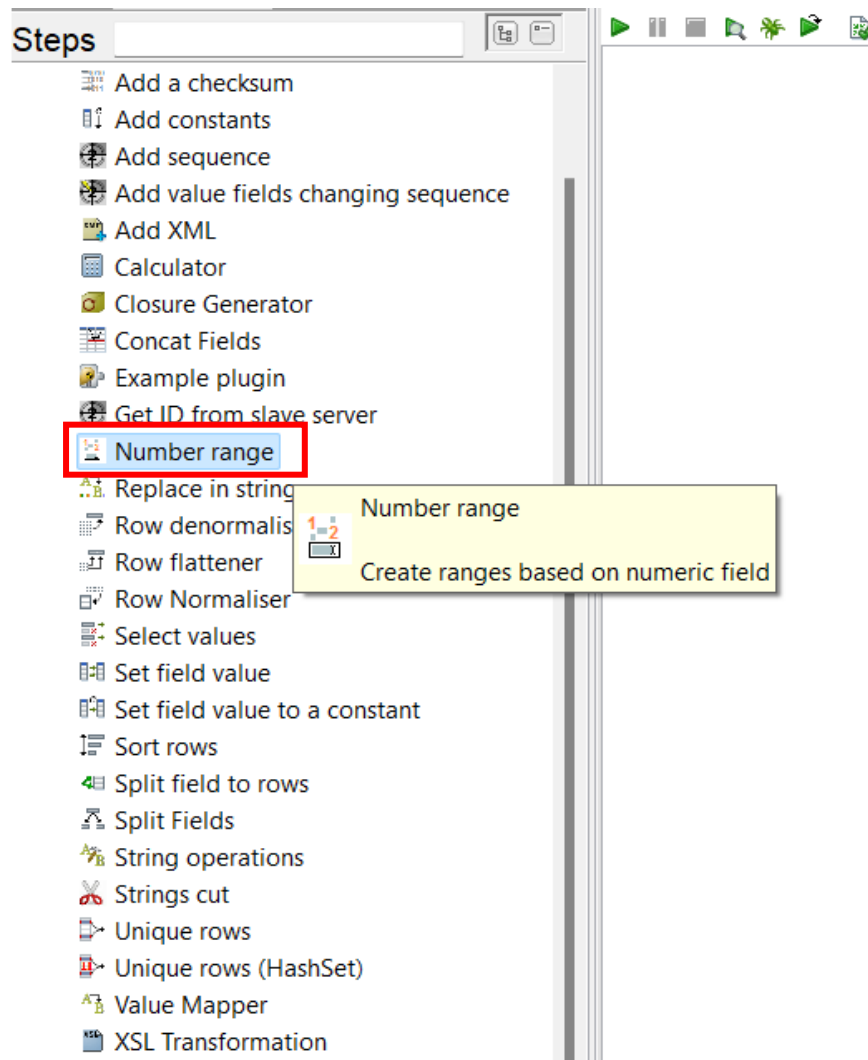 Steps
Add a checksum
Add constants
Add sequence
Add value fields changing sequence
Add XML
Calculator
Closure Generator
Concat Fields
Example plugin
Get ID from slave server
Number range
Replace in string
Number range
Row denormalis
Create ranges based on numeric field
Row flattener
Row Normaliser
Select values
Set field value
Set field value to a constant
Sort rows
Split field to rows
Split Fields
String operations
Strings cut
Unique rows
Unique rows (HashSet)
Value Mapper
XSL Transformation